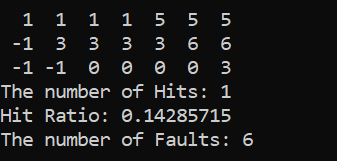 1 1 1 1 5 5 5
-1 3 3 3 3 6 6
-1 -1 0 0 0 0 3
The number of Hits: 1
Hit Ratio: 0.14285715
The number of Faults: 6